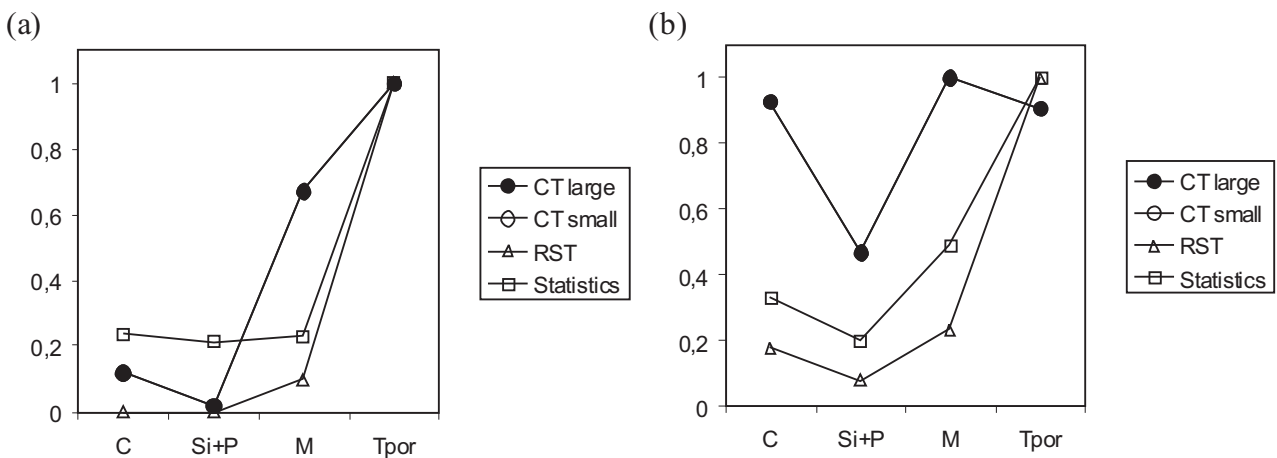 (a)
1
0,8
0,6
0,4
0,2
0
C Si+P M Tpor
CT large
CT small
RST
Statistics
(b)
1
0,8
0,6
0,4
0,2
0
C Si+P M Tpor
CT large
CT small
RST
Statistics